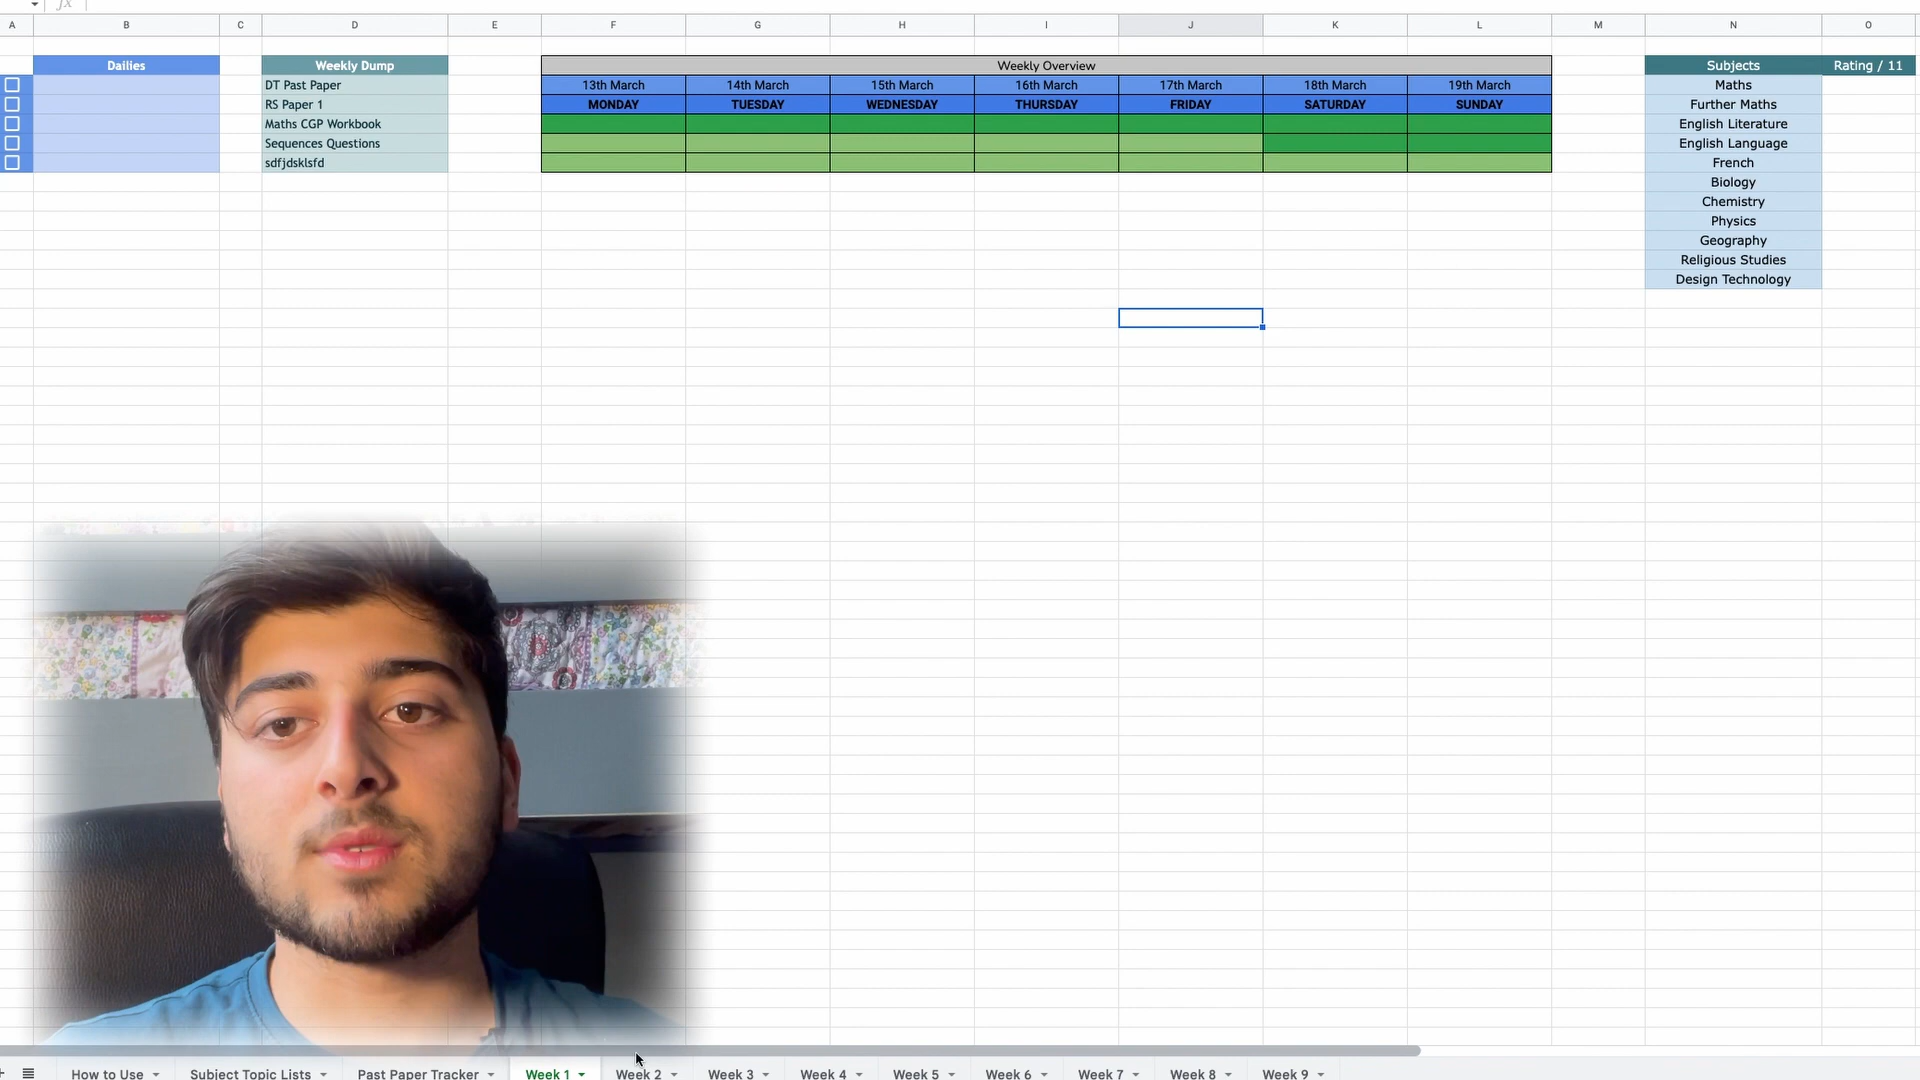 fx
A B C D E F G H I J K L M N O
Dailies Weekly Dump Weekly Overview Subjects Rating / 11
DT Past Paper 13th March 14th March 15th March 16th March 17th March 18th March 19th March Maths
RS Paper 1 MONDAY TUESDAY WEDNESDAY THURSDAY FRIDAY SATURDAY SUNDAY Further Maths
Maths CGP Workbook English Literature
Sequences Questions English Language
sdfjdsklsfd French
Biology
Chemistry
Physics
Geography
Religious Studies
Design Technology
How to Use Subject Topic Lists Past Paper Tracker Week 1 Week 2 Week 3 Week 4 Week 5 Week 6 Week 7 Week 8 Week 9